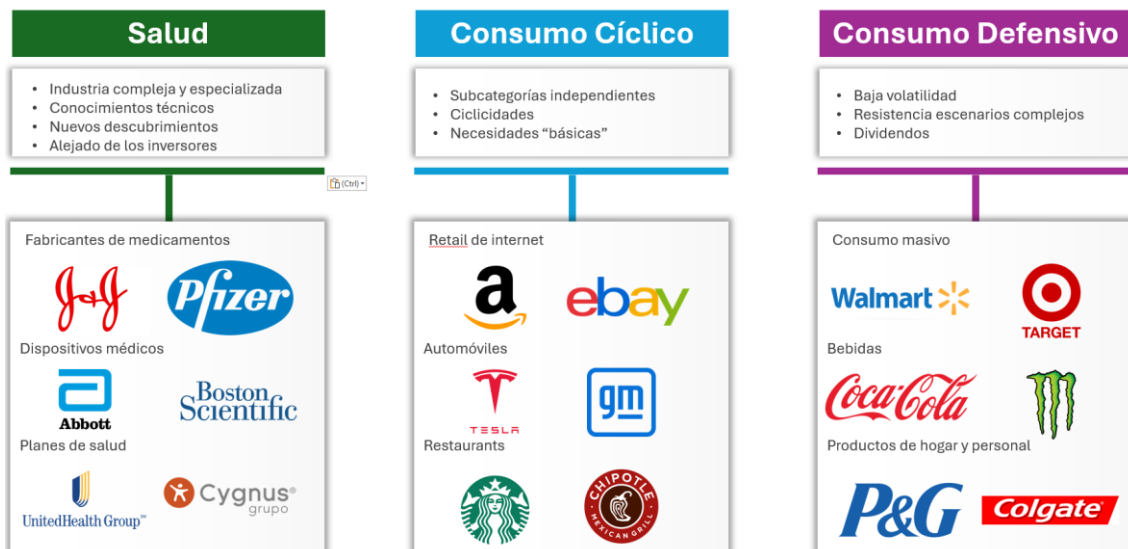 Salud
• Industria compleja y especializada
• Conocimientos técnicos
• Nuevos descubrimientos
• Alejado de los inversores
(Ctrl)
Fabricantes de medicamentos
J&J
Pfizer
Dispositivos médicos
Abbott
Boston
Scientific
Planes de salud
UnitedHealth Group℠
Cygnus®
grupo
Consumo Cíclico
• Subcategorías independientes
• Ciclicidades
• Necesidades “básicas”
Retail de internet
a
ebay
Automóviles
TESLA
gm
Restaurants
CHIPOTLE
MEXICAN GRILL
Consumo Defensivo
• Baja volatilidad
• Resistencia escenarios complejos
• Dividendos
Consumo masivo
Walmart
TARGET
Bebidas
Coca-Cola
Productos de hogar y personal
P&G
Colgate